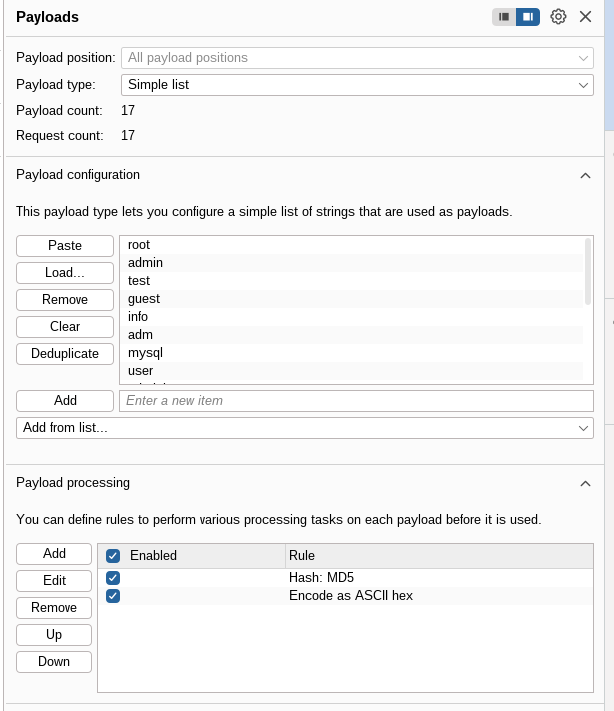 Payloads
Payload position: All payload positions
Payload type: Simple list
Payload count: 17
Request count: 17
Payload configuration
This payload type lets you configure a simple list of strings that are used as payloads.
Paste
Load...
Remove
Clear
Deduplicate
root
admin
test
guest
info
adm
mysql
user
Add Enter a new item
Add from list...
Payload processing
You can define rules to perform various processing tasks on each payload before it is used.
Add
Edit
Remove
Up
Down
Enabled Rule
Hash: MD5
Encode as ASCII hex